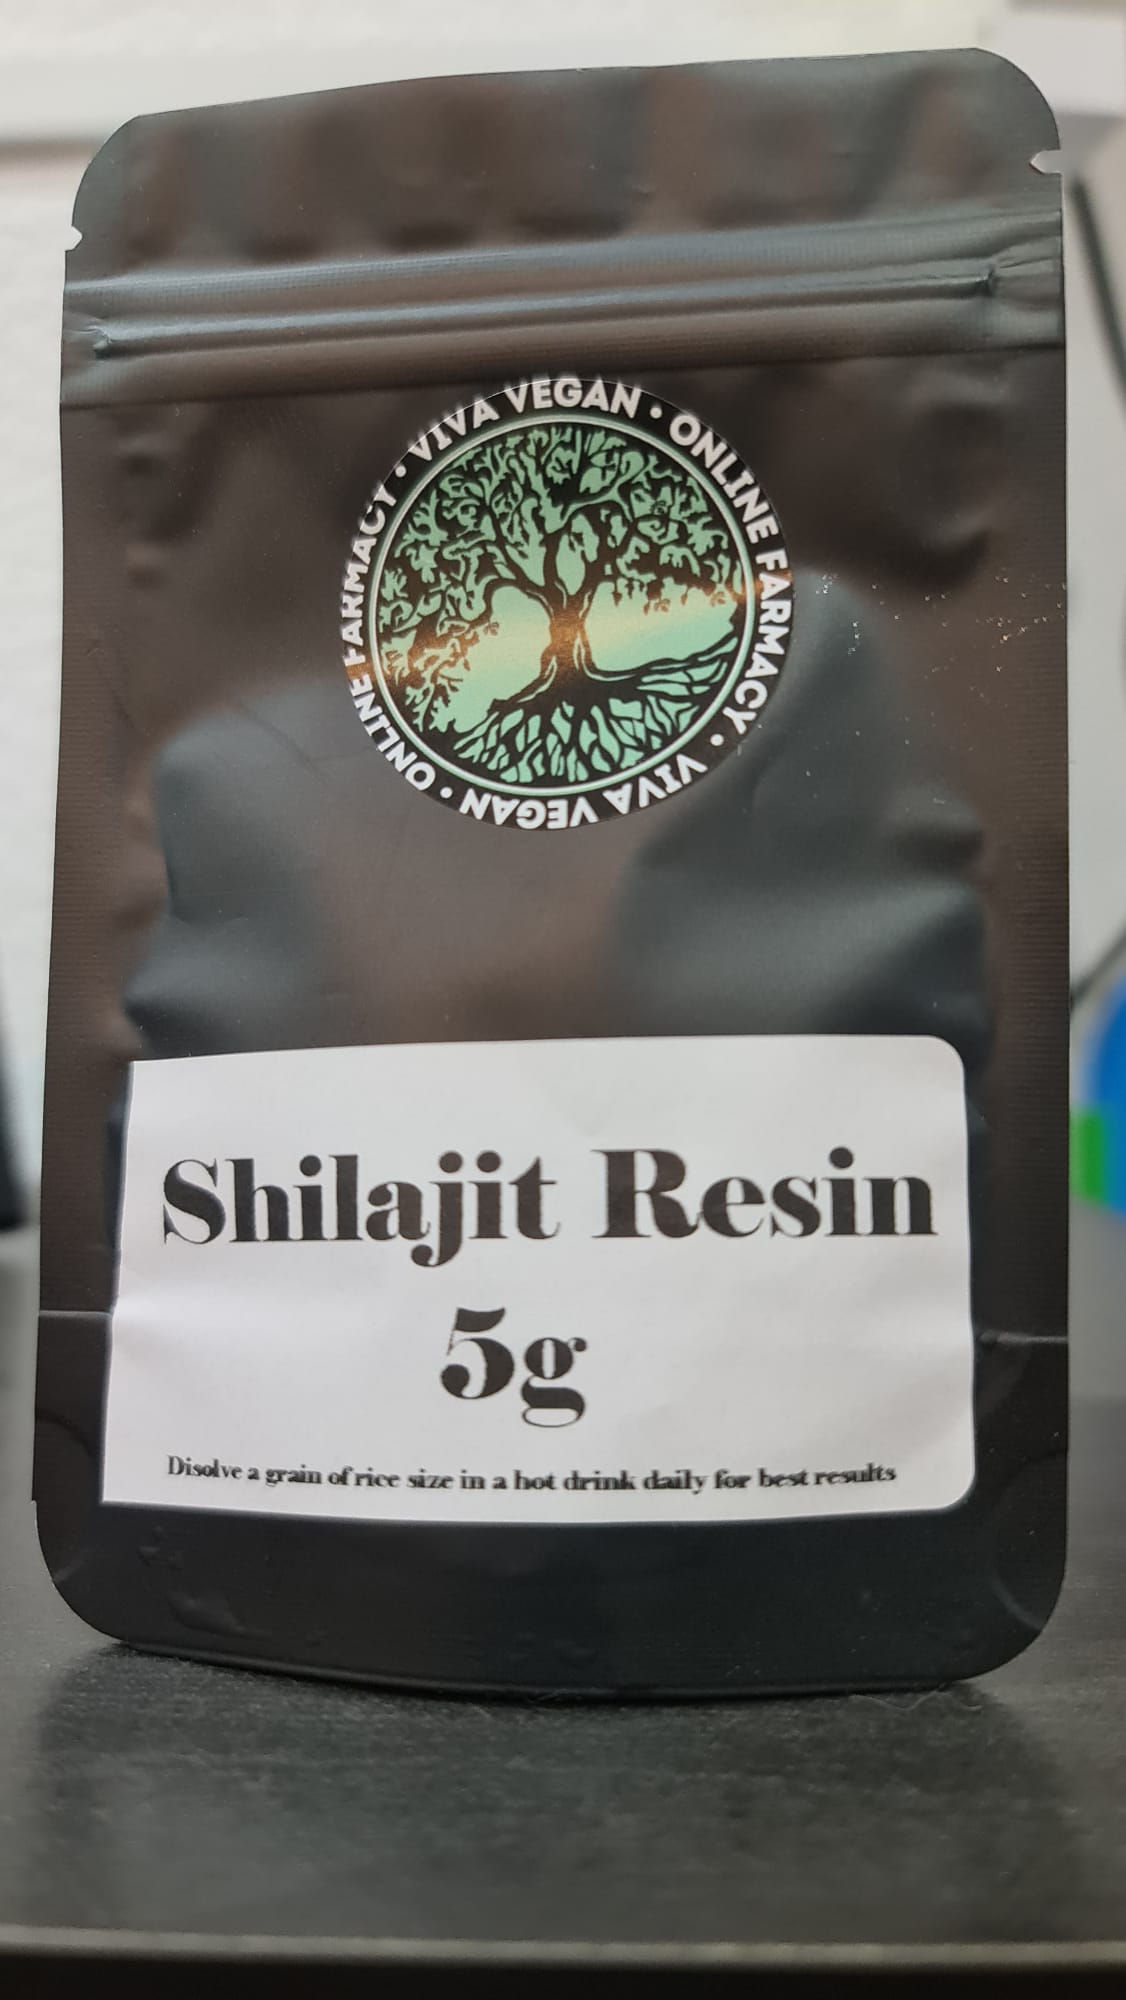 VIVA VEGAN • ONLINE FARMACY • VIVA VEGAN • ONLINE FARMACY •
Shilajit Resin
5g
Disolve a grain of rice size in a hot drink daily for best results